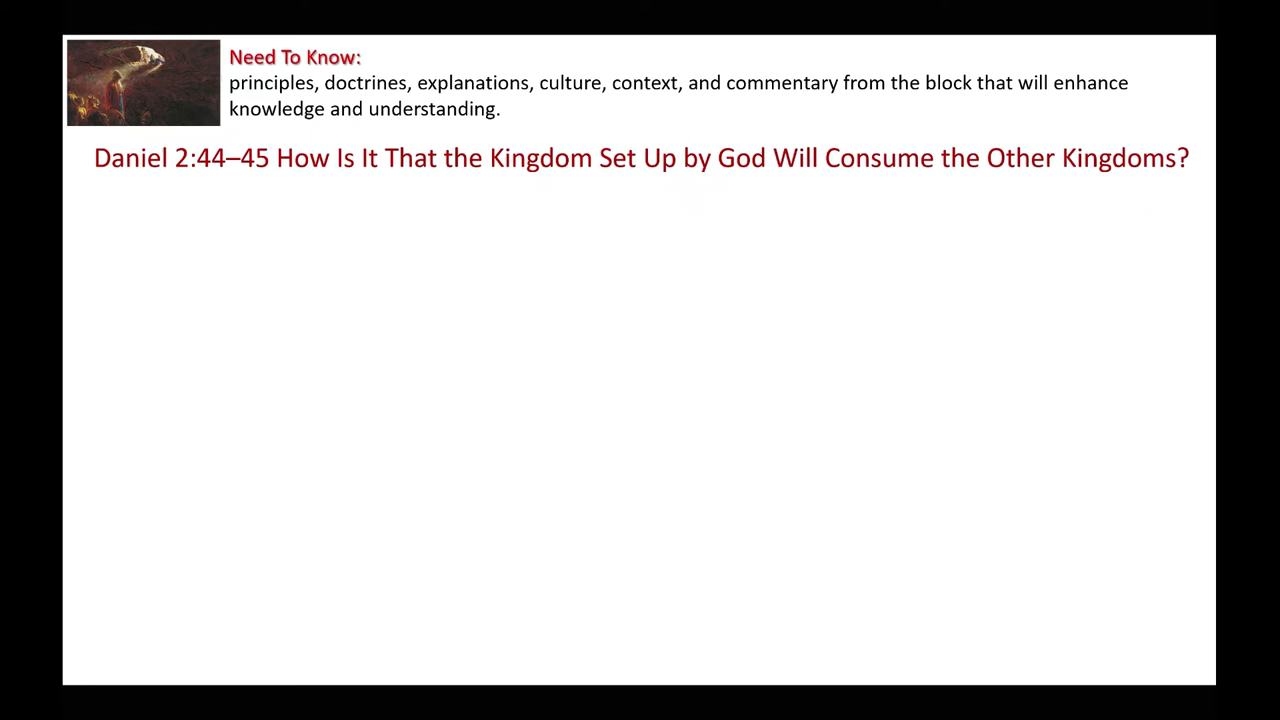 Need To Know:
principles, doctrines, explanations, culture, context, and commentary from the block that will enhance
knowledge and understanding.
Daniel 2:44–45 How Is It That the Kingdom Set Up by God Will Consume the Other Kingdoms?